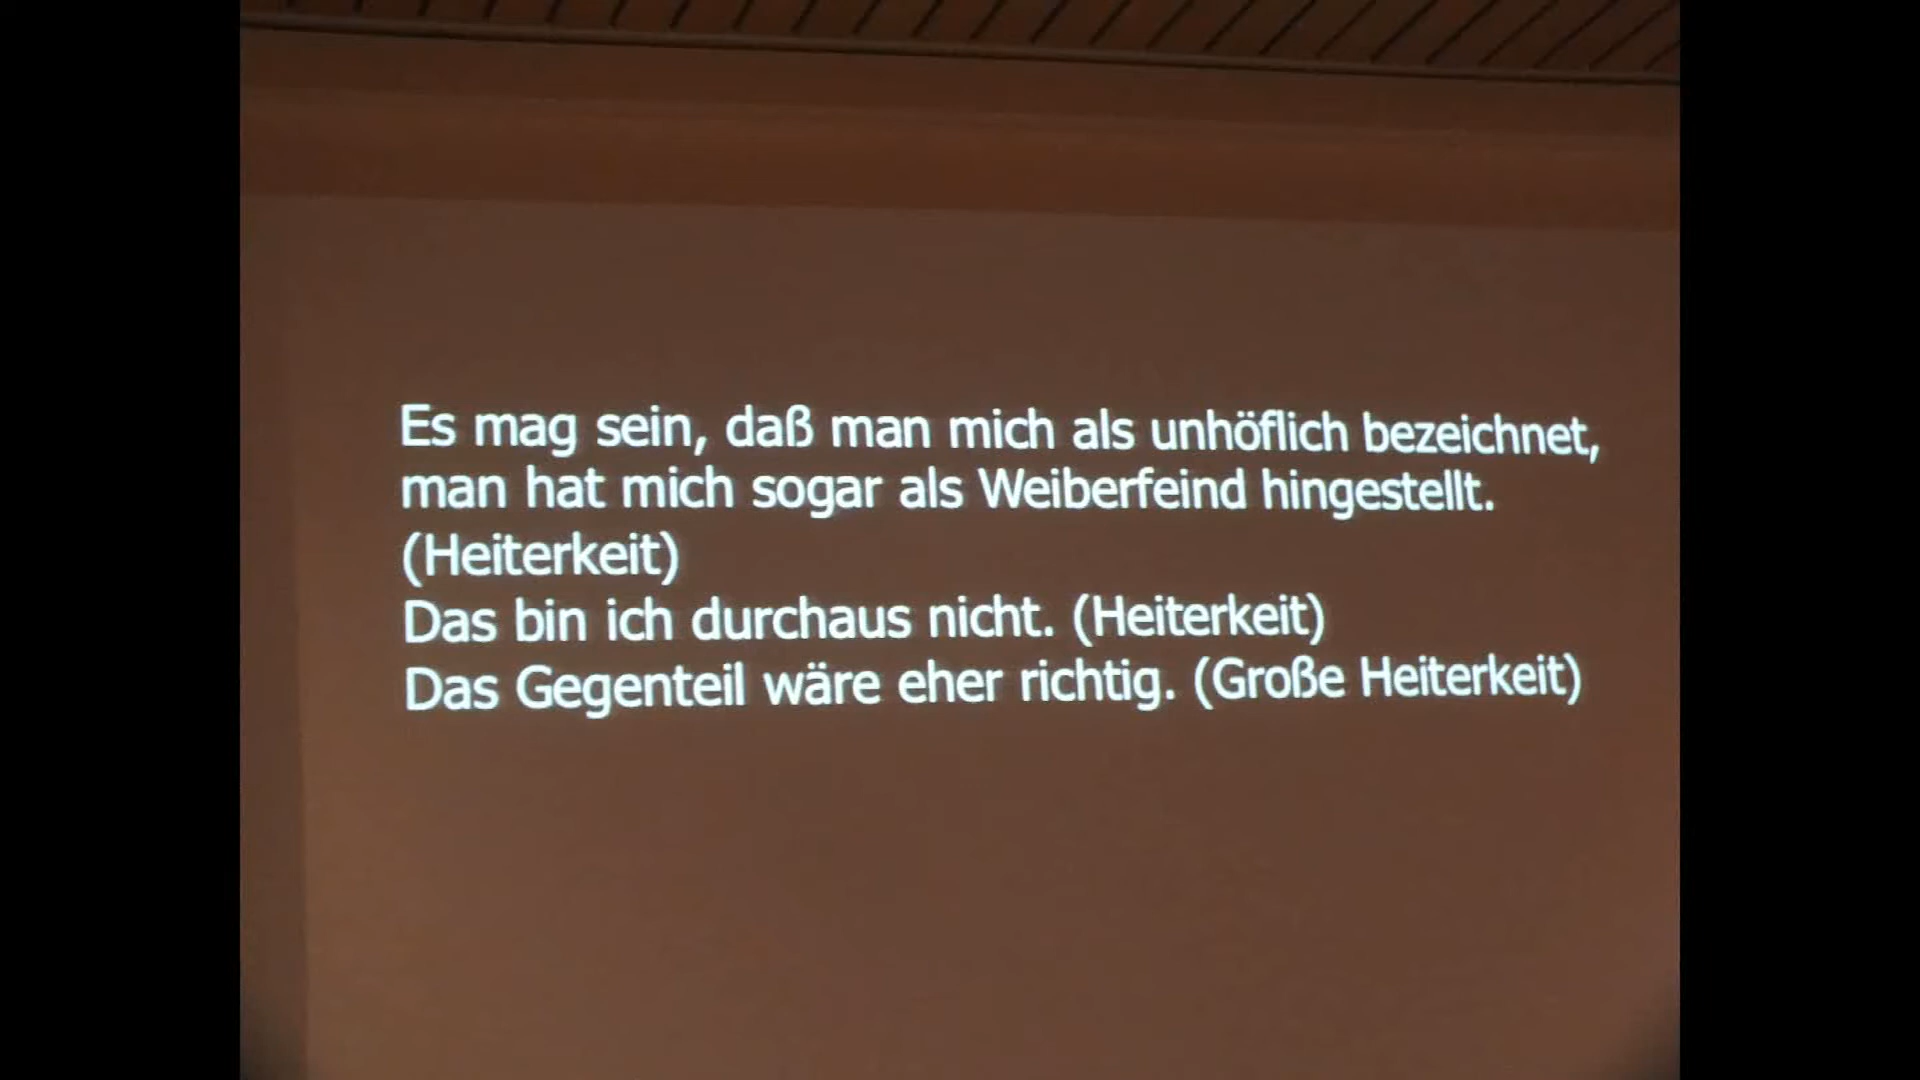 Es mag sein, daß man mich als unhöflich bezeichnet,
man hat mich sogar als Weiberfeind hingestellt.
(Heiterkeit)
Das bin ich durchaus nicht. (Heiterkeit)
Das Gegenteil wäre eher richtig. (Große Heiterkeit)